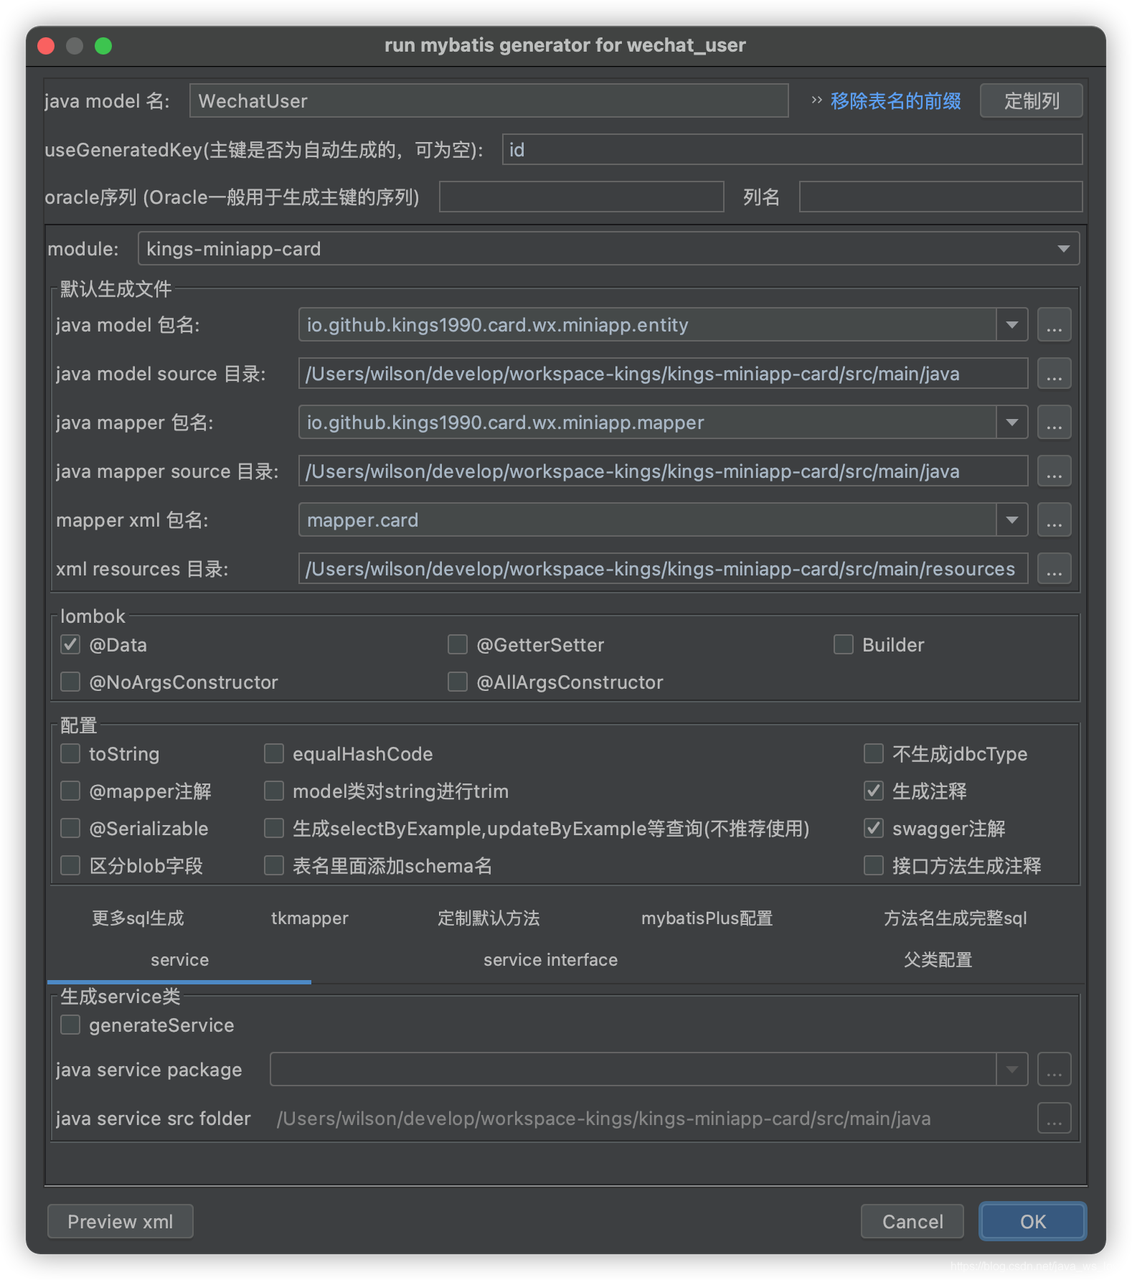 run mybatis generator for wechat_user
java model 名: WechatUser >> 移除表名的前缀 定制列
useGeneratedKey(主键是否为自动生成的，可为空): id
oracle序列 (Oracle一般用于生成主键的序列) 列名
module: kings-miniapp-card
默认生成文件
java model 包名: io.github.kings1990.card.wx.miniapp.entity ...
java model source 目录: /Users/wilson/develop/workspace-kings/kings-miniapp-card/src/main/java ...
java mapper 包名: io.github.kings1990.card.wx.miniapp.mapper ...
java mapper source 目录: /Users/wilson/develop/workspace-kings/kings-miniapp-card/src/main/java ...
mapper xml 包名: mapper.card ...
xml resources 目录: /Users/wilson/develop/workspace-kings/kings-miniapp-card/src/main/resources ...
lombok
@Data @GetterSetter Builder
@NoArgsConstructor @AllArgsConstructor
配置
toString equalHashCode 不生成jdbcType
@mapper注解 model类对string进行trim 生成注释
@Serializable 生成selectByExample,updateByExample等查询(不推荐使用) swagger注解
区分blob字段 表名里面添加schema名 接口方法生成注释
更多sql生成 tkmapper 定制默认方法 mybatisPlus配置 方法名生成完整sql
service service interface 父类配置
生成service类
generateService
java service package ...
java service src folder /Users/wilson/develop/workspace-kings/kings-miniapp-card/src/main/java ...
Preview xml Cancel OK